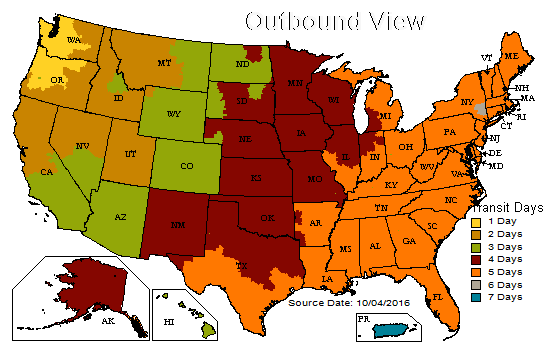 Outbound View
WA
OR
CA
NV
ID
MT
WY
UT
AZ
CO
NM
ND
SD
NE
KS
OK
TX
MN
IA
MO
AR
LA
WI
IL
IN
MI
OH
KY
TN
MS
AL
GA
FL
SC
NC
VA
WV
PA
NY
VT
ME
NH
MA
RI
CT
NJ
DE
MD
AK
HI
PR
Transit Days
1 Day
2 Days
3 Days
4 Days
5 Days
6 Days
7 Days
Source Date: 10/04/2016